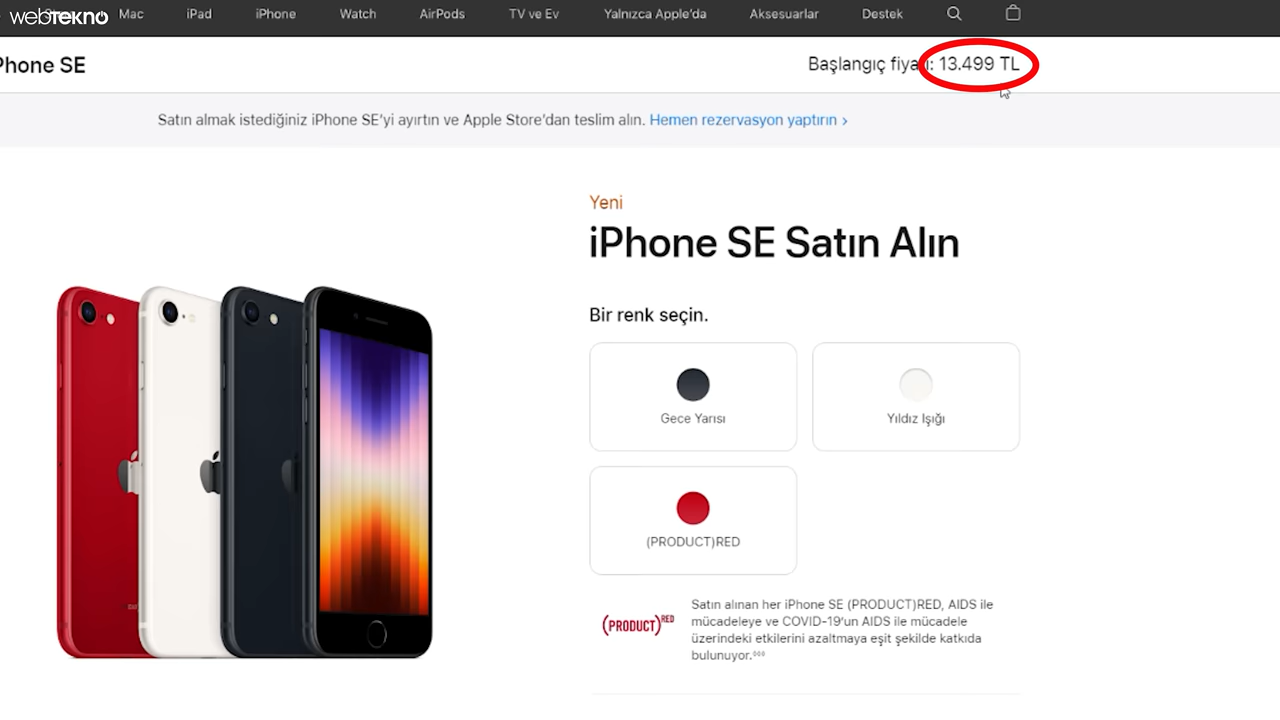 webtekno
Mac iPad iPhone Watch AirPods TV ve Ev Yalnızca Apple'da Aksesuarlar Destek
Phone SE
Başlangıç fiyatı: 13.499 TL
Satın almak istediğiniz iPhone SE'yi ayırtın ve Apple Store'dan teslim alın. Hemen rezervasyon yaptırın >
Yeni
iPhone SE Satın Alın
Bir renk seçin.
Gece Yarısı
Yıldız Işığı
(PRODUCT)RED
(PRODUCT)RED
Satın alınan her iPhone SE (PRODUCT)RED, AIDS ile
mücadeleye ve COVID-19'un AIDS ile mücadele
üzerindeki etkilerini azaltmaya eşit şekilde katkıda
bulunuyor.◊◊◊